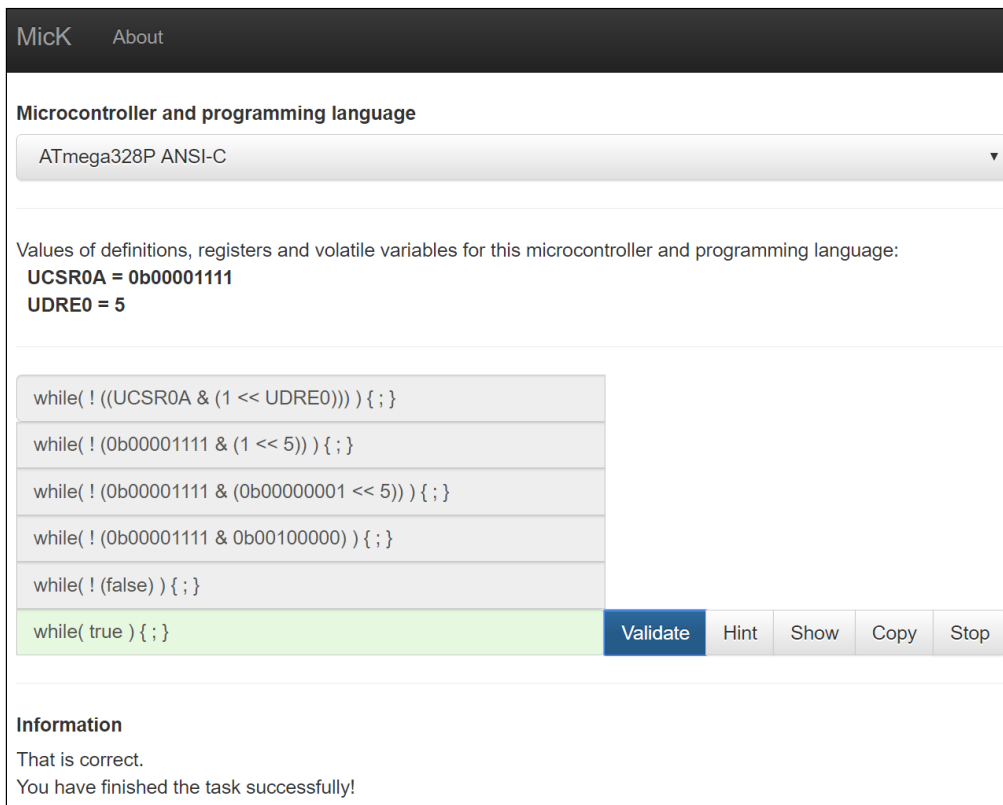 MicK About
Microcontroller and programming language
ATmega328P ANSI-C
Values of definitions, registers and volatile variables for this microcontroller and programming language:
UCSR0A = 0b00001111
UDRE0 = 5
while( ! ((UCSR0A & (1 << UDRE0))) ) { ; }
while( ! (0b00001111 & (1 << 5)) ) { ; }
while( ! (0b00001111 & (0b00000001 << 5)) ) { ; }
while( ! (0b00001111 & 0b00100000) ) { ; }
while( ! (false) ) { ; }
while( true ) { ; } Validate Hint Show Copy Stop
Information
That is correct.
You have finished the task successfully!